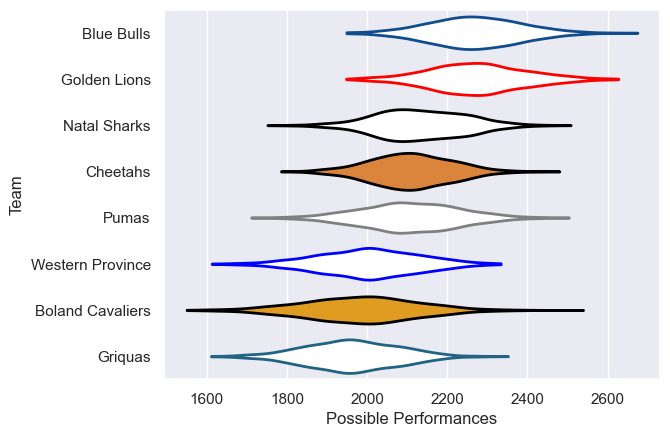 Blue Bulls
Golden Lions
Natal Sharks
Cheetahs
Pumas
Western Province
Boland Cavaliers
Griquas
Team
1600 1800 2000 2200 2400 2600
Possible Performances